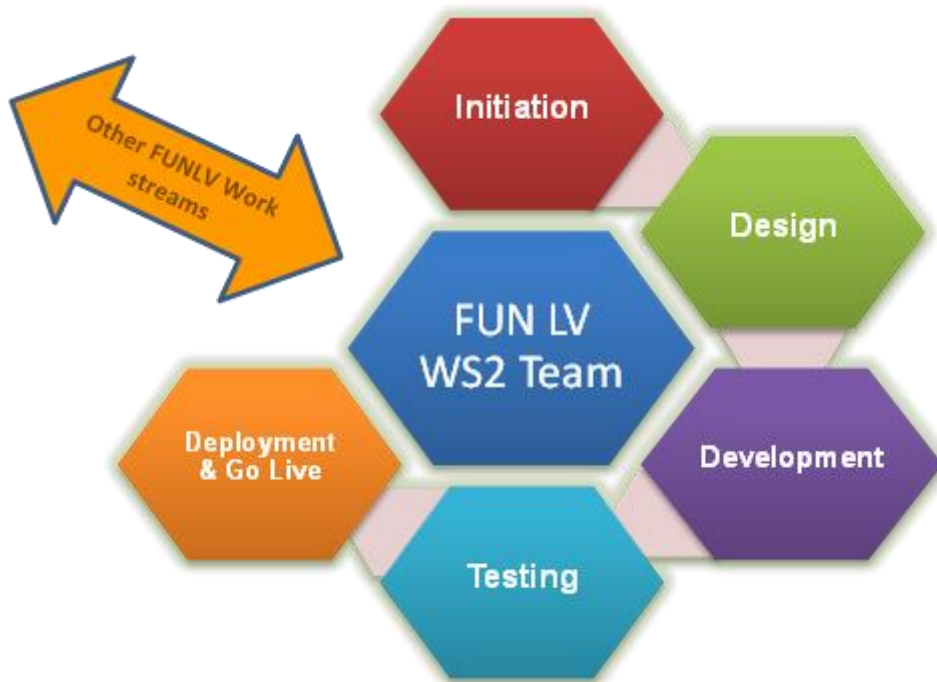 Other FUNLV Work
streams
Initiation
Design
FUN LV
WS2 Team
Development
Testing
Deployment
& Go Live